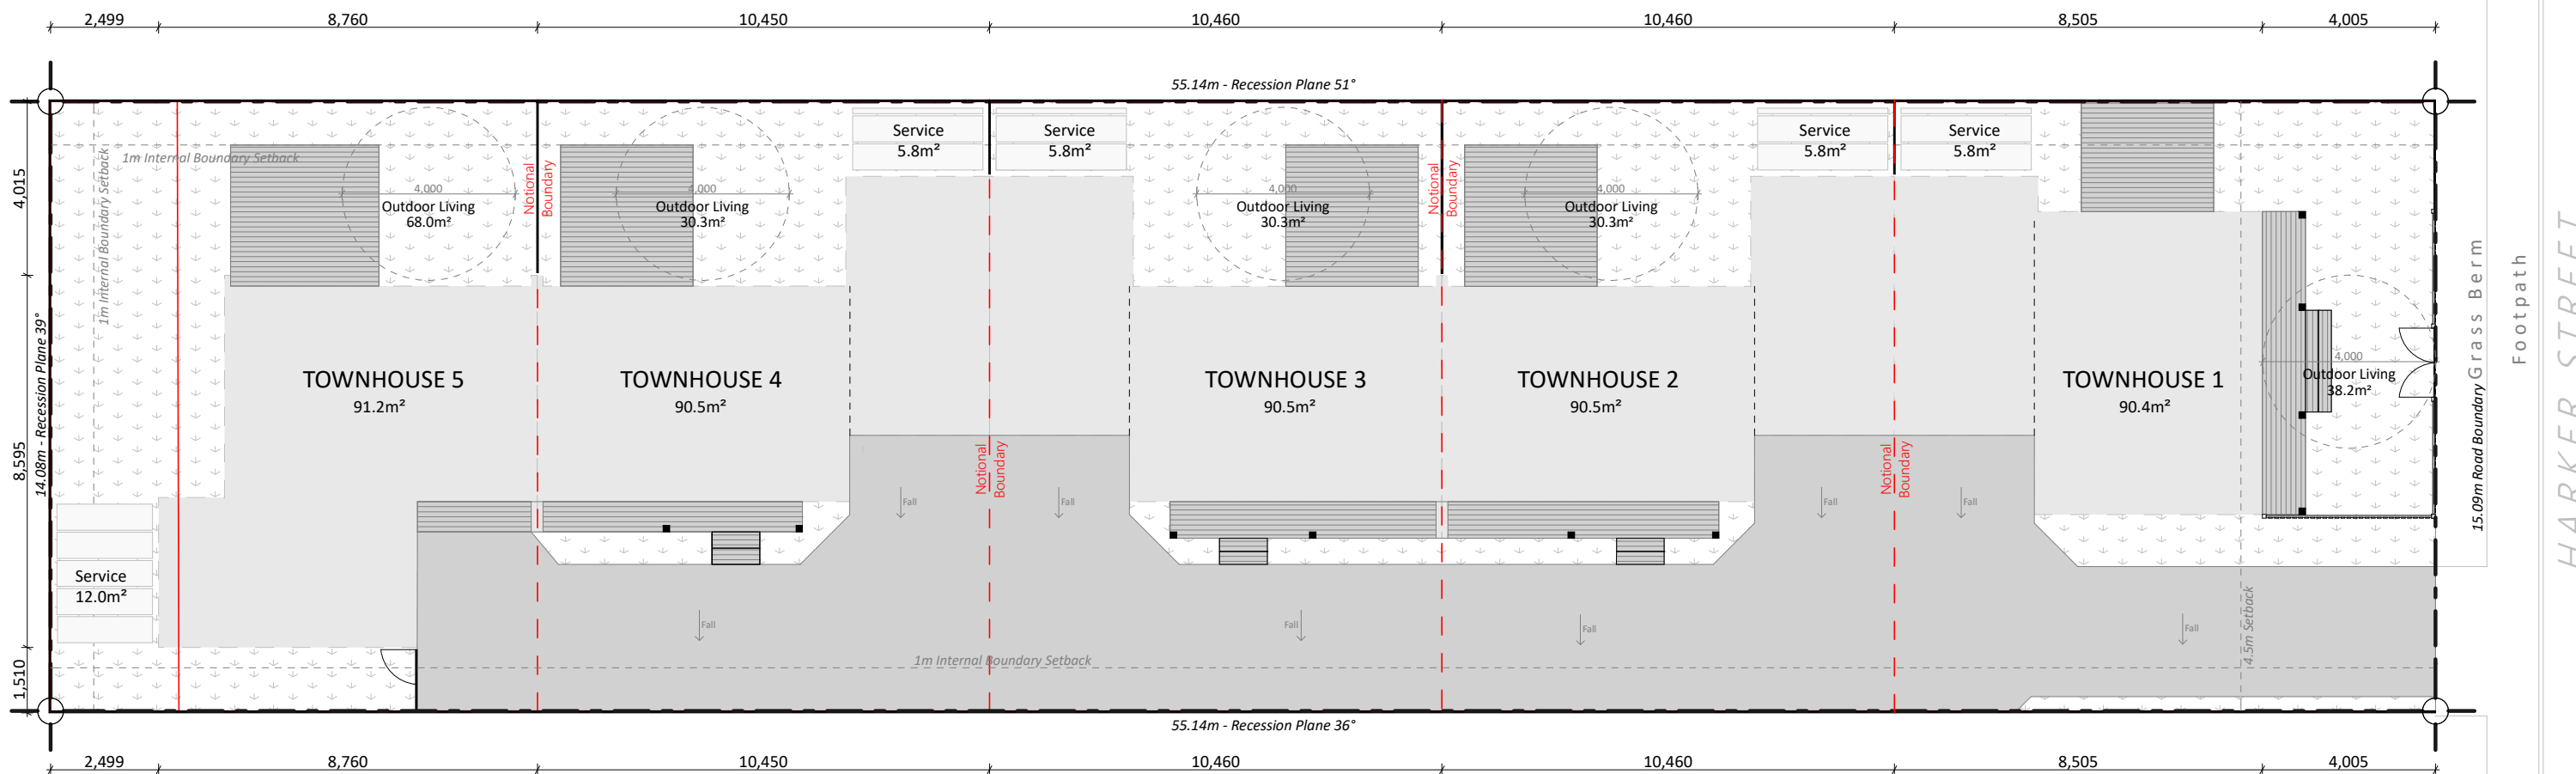 2,499 8,760 10,450 10,460 10,460 8,505 4,005
55.14m - Recession Plane 51°
1m Internal Boundary Setback
1m Internal Boundary Setback
4,015
8,595
1,510
14.08m - Recession Plane 39°
4,000
Outdoor Living
68.0m²
Notional
Boundary
4,000
Outdoor Living
30.3m²
Service
5.8m²
Service
5.8m²
4,000
Outdoor Living
30.3m²
Notional
Boundary
4,000
Outdoor Living
30.3m²
Service
5.8m²
Service
5.8m²
TOWNHOUSE 5
91.2m²
TOWNHOUSE 4
90.5m²
TOWNHOUSE 3
90.5m²
TOWNHOUSE 2
90.5m²
TOWNHOUSE 1
90.4m²
4,000
Outdoor Living
38.2m²
Notional
Boundary
Notional
Boundary
Fall
Fall
Fall
Fall
Service
12.0m²
Fall
Fall
Fall
Fall
1m Internal Boundary Setback
4.5m Setback
15.09m Road Boundary
Grass Berm
Footpath
HARKER STREET
55.14m - Recession Plane 36°
2,499 8,760 10,450 10,460 10,460 8,505 4,005